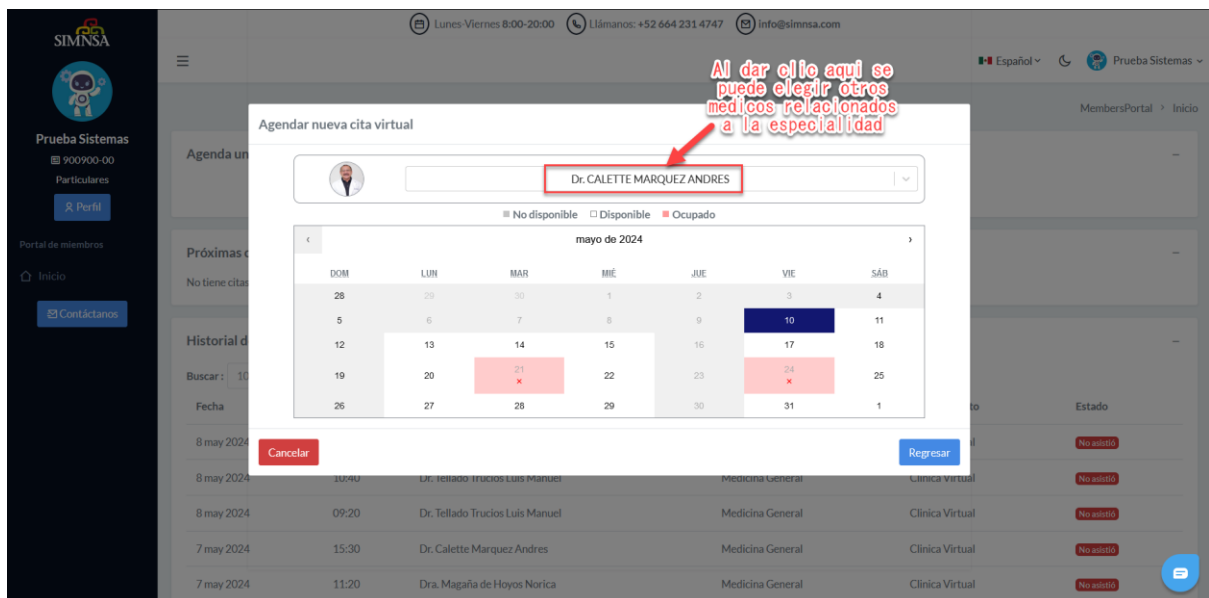 Lunes-Viernes 8:00-20:00 Llámanos: +52 664 231 4747 info@simnsa.com
SIMNSA
Español Prueba Sistemas
MembersPortal > Inicio
Prueba Sistemas
900900-00
Particulares
Perfil
Portal de miembros
Inicio
Contáctanos
Al dar clic aqui se
puede elegir otros
medicos relacionados
a la especialidad
Agenda un
Agendar nueva cita virtual
Dr. CALETTE MARQUEZ ANDRES
No disponible Disponible Ocupado
‹ mayo de 2024 ›
DOM LUN MAR MIÉ JUE VIE SÁB
28 29 30 1 2 3 4
5 6 7 8 9 10 11
12 13 14 15 16 17 18
19 20 21 22 23 24 25
× ×
26 27 28 29 30 31 1
Cancelar Regresar
Próximas c
No tiene citas
Historial d
Buscar : 10
Fecha to Estado
8 may 2024 al No asistió
8 may 2024 10:40 Dr. Tellado Trucios Luis Manuel Medicina General Clinica Virtual No asistió
8 may 2024 09:20 Dr. Tellado Trucios Luis Manuel Medicina General Clinica Virtual No asistió
7 may 2024 15:30 Dr. Calette Marquez Andres Medicina General Clinica Virtual No asistió
7 may 2024 11:20 Dra. Magaña de Hoyos Norica Medicina General Clinica Virtual No asistió